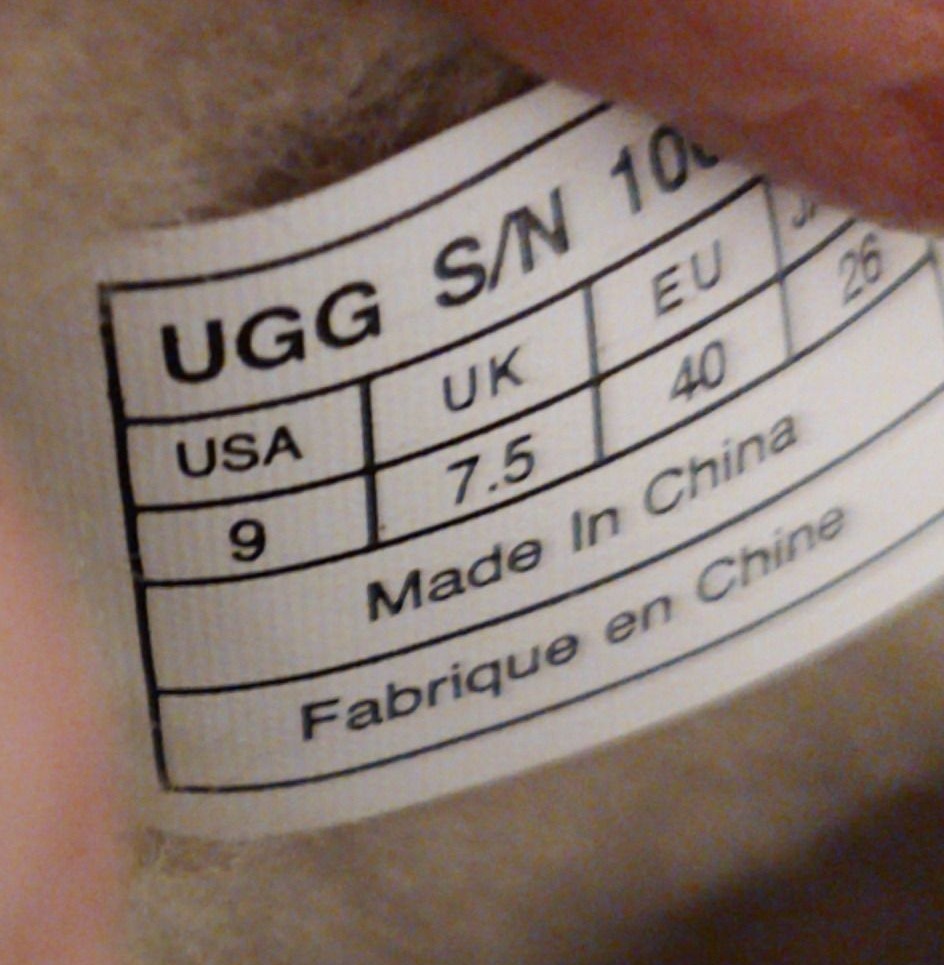 UGG S/N
USA UK EU
9 7.5 40 26
Made In China
Fabrique en Chine